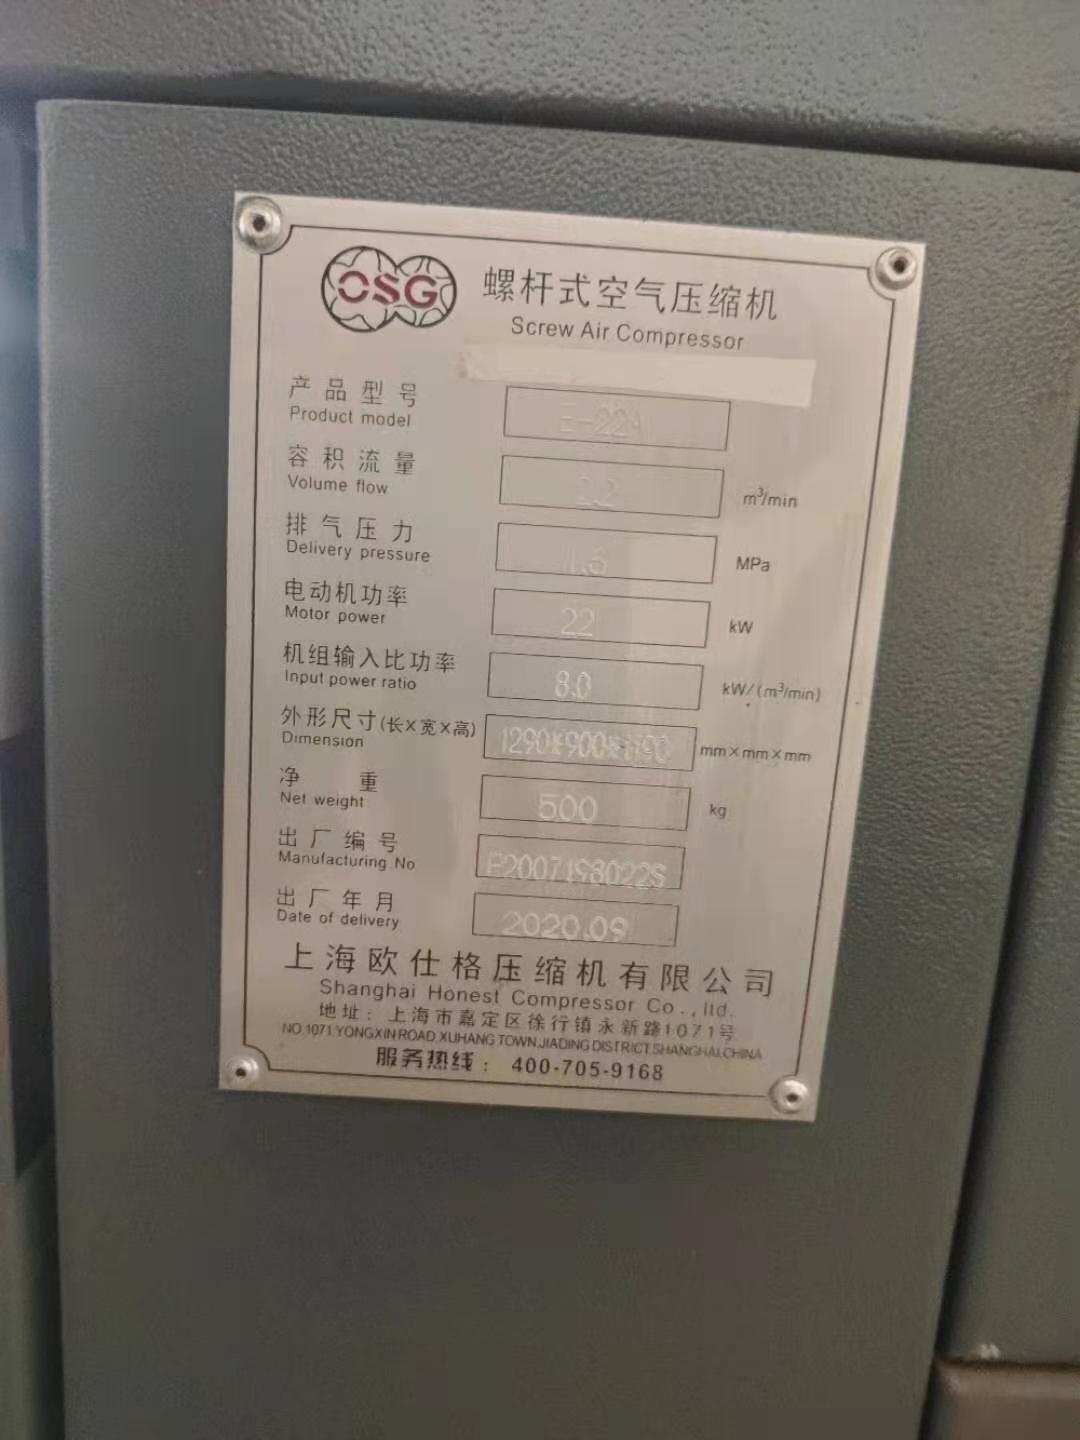 OSG
螺杆式空气压缩机
Screw Air Compressor
产品型号
Product model
容积流量
Volume flow
2.2
m³/min
排气压力
Delivery pressure
1.6
MPa
电动机功率
Motor power
22
kW
机组输入比功率
Input power ratio
8.0
kW/(m³/min)
外形尺寸(长×宽×高)
Dimension
mm×mm×mm
净 重
Net weight
500
kg
出厂编号
Manufacturing No
出厂年月
Date of delivery
2020.09
上海欧仕格压缩机有限公司
Shanghai Honest Compressor Co.,ltd.
地址：上海市嘉定区徐行镇永新路1071号
NO.1071 YONGXIN ROAD.XUHANG TOWN.JIADING DISTRICT.SHANGHAI.CHINA
服务热线：400-705-9168